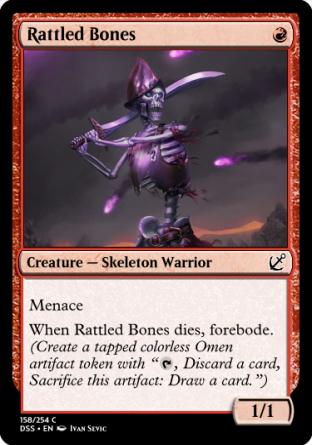 Rattled Bones
Creature — Skeleton Warrior
Menace
When Rattled Bones dies, forebode.
(Create a tapped colorless Omen
artifact token with “, Discard a card,
Sacrifice this artifact: Draw a card.”)
1/1
158/254 C
DSS • EN Ivan Sevic